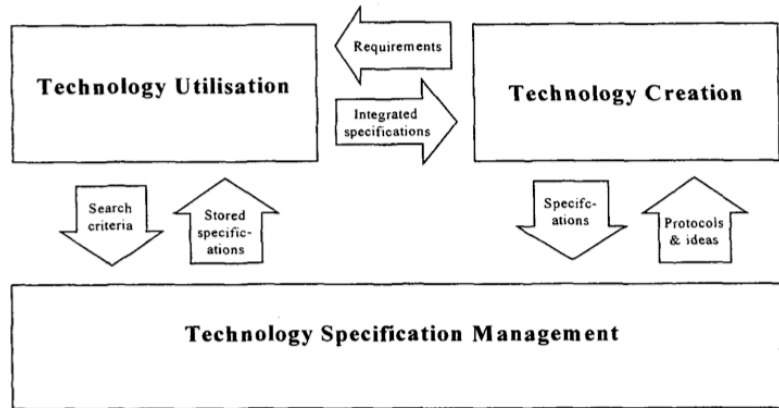 Requirements
Technology Utilisation
Technology Creation
Integrated
specifications
Search
criteria
Stored
specific-
ations
Specifc-
ations
Protocols
& ideas
Technology Specification Management